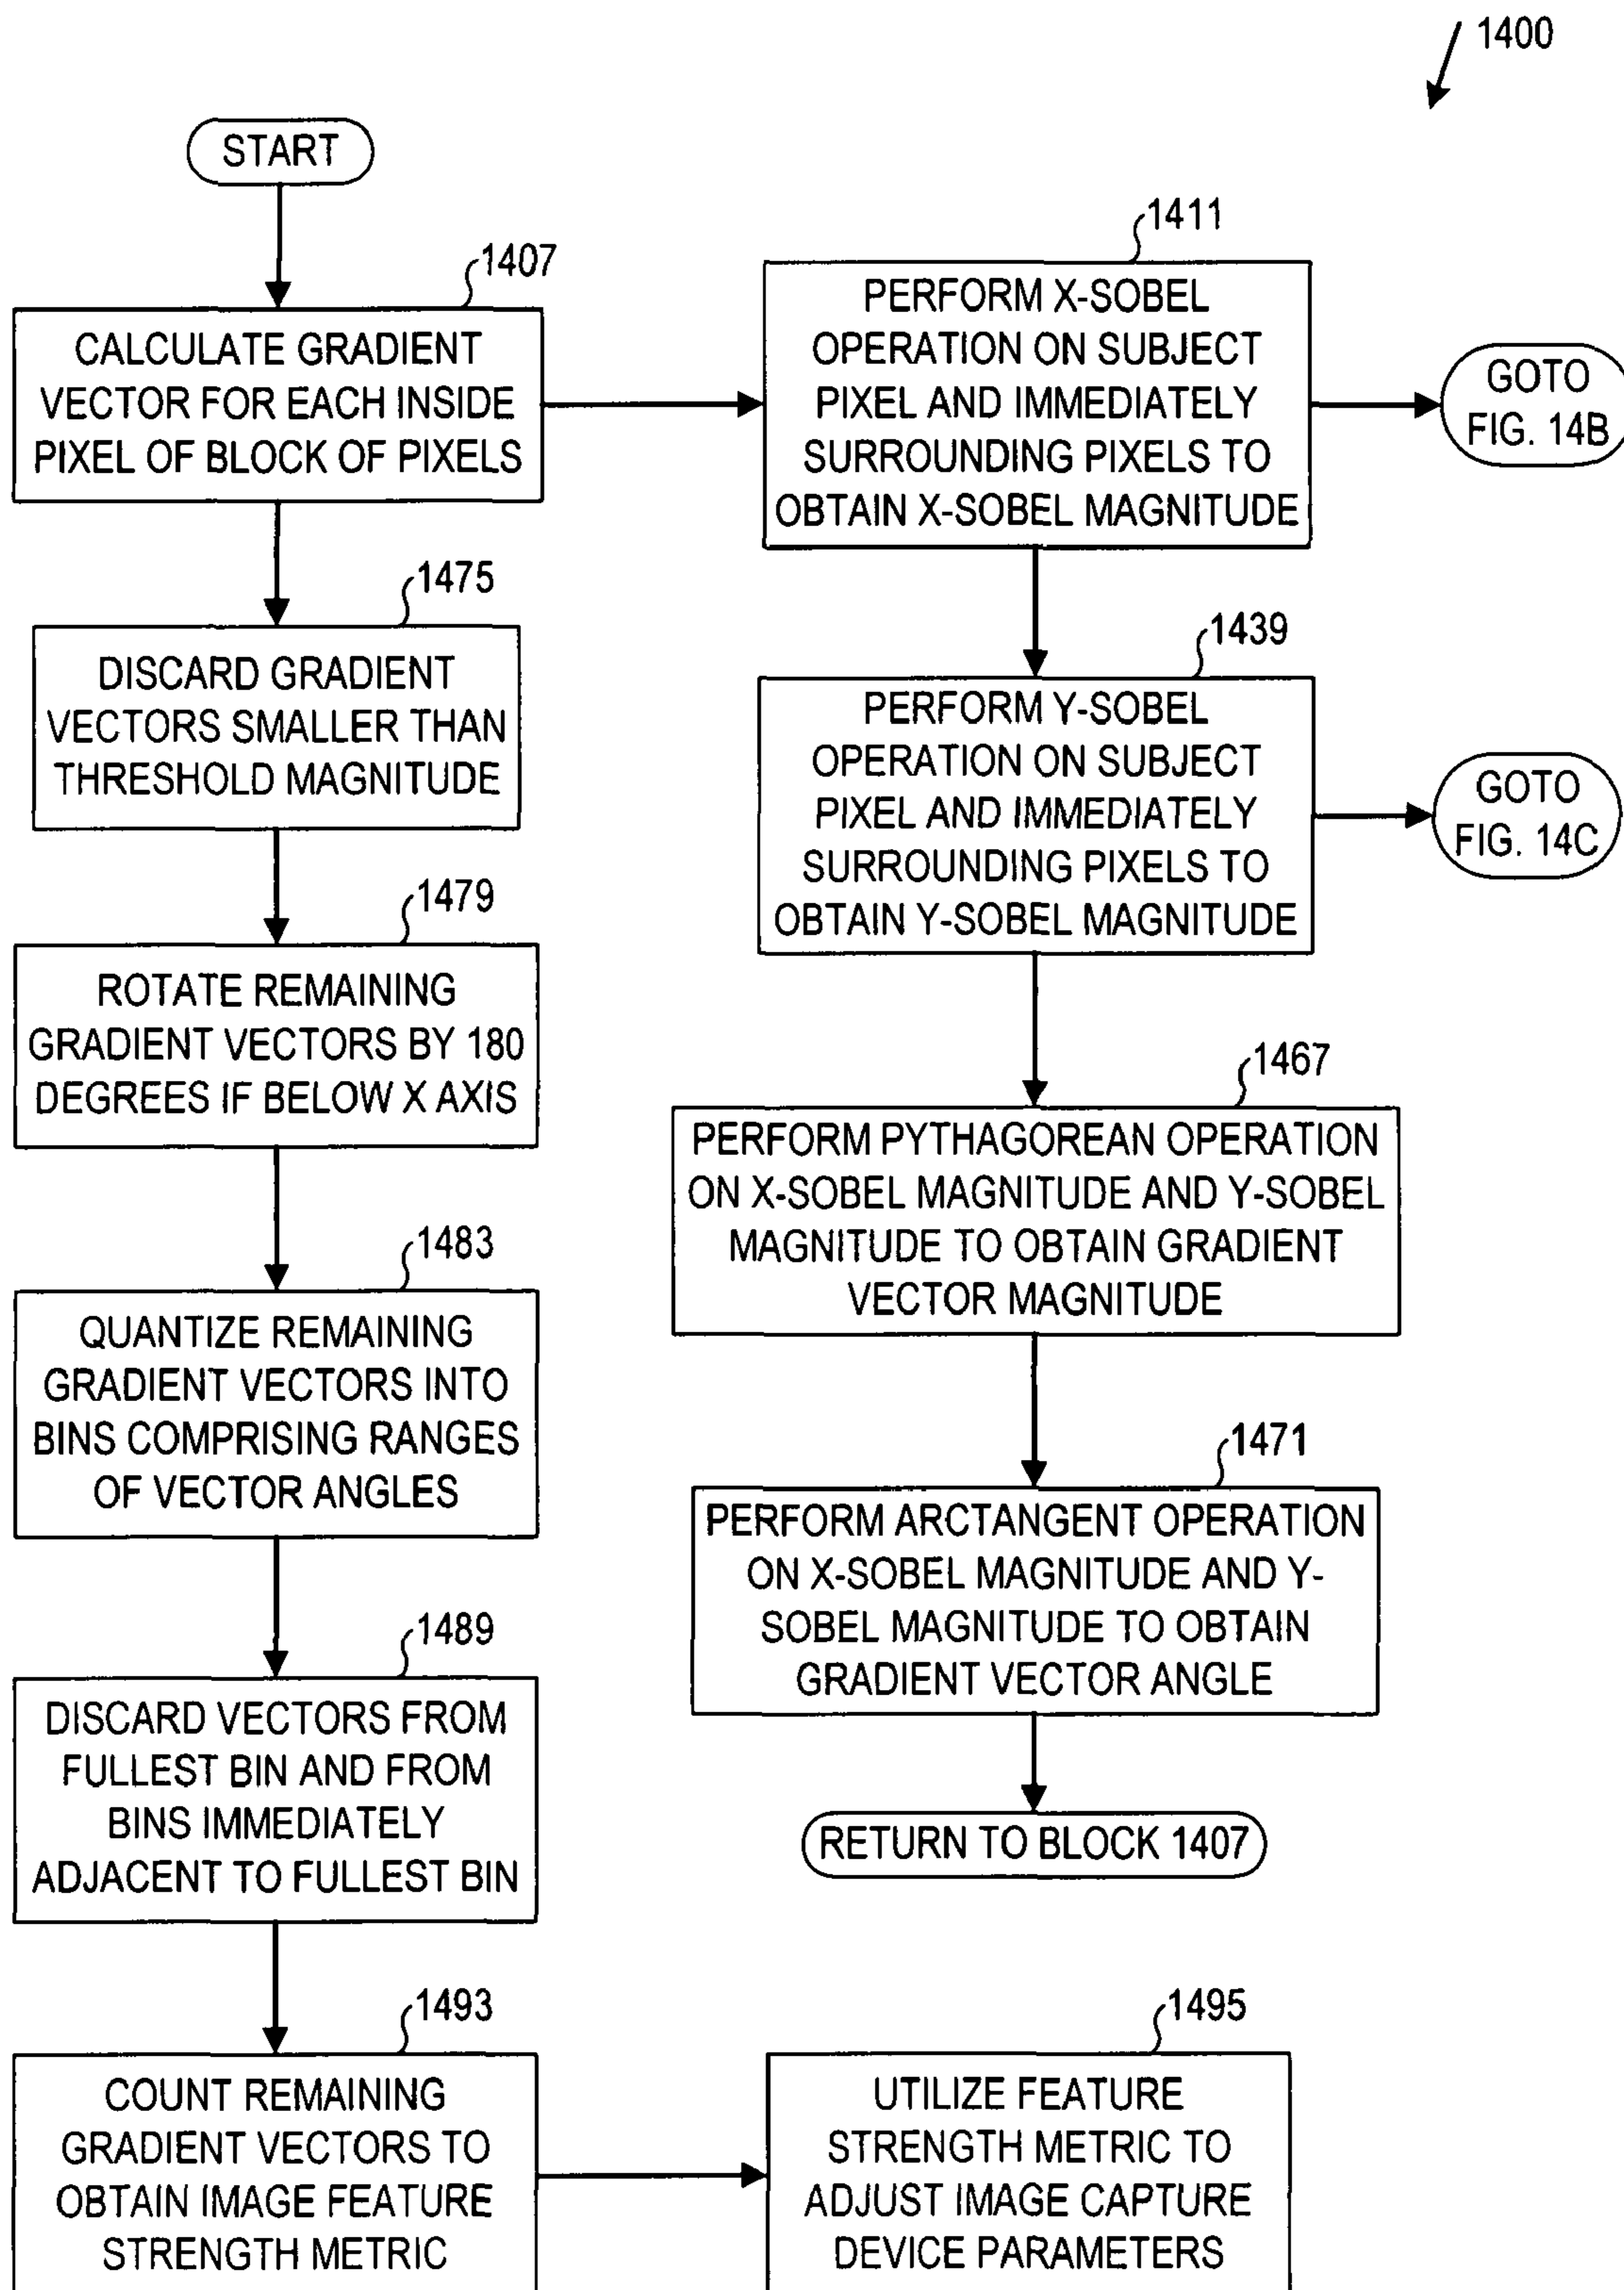 1400
START
1407
CALCULATE GRADIENT
VECTOR FOR EACH INSIDE
PIXEL OF BLOCK OF PIXELS
1411
PERFORM X-SOBEL
OPERATION ON SUBJECT
PIXEL AND IMMEDIATELY
SURROUNDING PIXELS TO
OBTAIN X-SOBEL MAGNITUDE
GOTO
FIG. 14B
1475
DISCARD GRADIENT
VECTORS SMALLER THAN
THRESHOLD MAGNITUDE
1439
PERFORM Y-SOBEL
OPERATION ON SUBJECT
PIXEL AND IMMEDIATELY
SURROUNDING PIXELS TO
OBTAIN Y-SOBEL MAGNITUDE
GOTO
FIG. 14C
1479
ROTATE REMAINING
GRADIENT VECTORS BY 180
DEGREES IF BELOW X AXIS
1467
PERFORM PYTHAGOREAN OPERATION
ON X-SOBEL MAGNITUDE AND Y-SOBEL
MAGNITUDE TO OBTAIN GRADIENT
VECTOR MAGNITUDE
1483
QUANTIZE REMAINING
GRADIENT VECTORS INTO
BINS COMPRISING RANGES
OF VECTOR ANGLES
1471
PERFORM ARCTANGENT OPERATION
ON X-SOBEL MAGNITUDE AND Y-
SOBEL MAGNITUDE TO OBTAIN
GRADIENT VECTOR ANGLE
1489
DISCARD VECTORS FROM
FULLEST BIN AND FROM
BINS IMMEDIATELY
ADJACENT TO FULLEST BIN
RETURN TO BLOCK 1407
1493
COUNT REMAINING
GRADIENT VECTORS TO
OBTAIN IMAGE FEATURE
STRENGTH METRIC
1495
UTILIZE FEATURE
STRENGTH METRIC TO
ADJUST IMAGE CAPTURE
DEVICE PARAMETERS